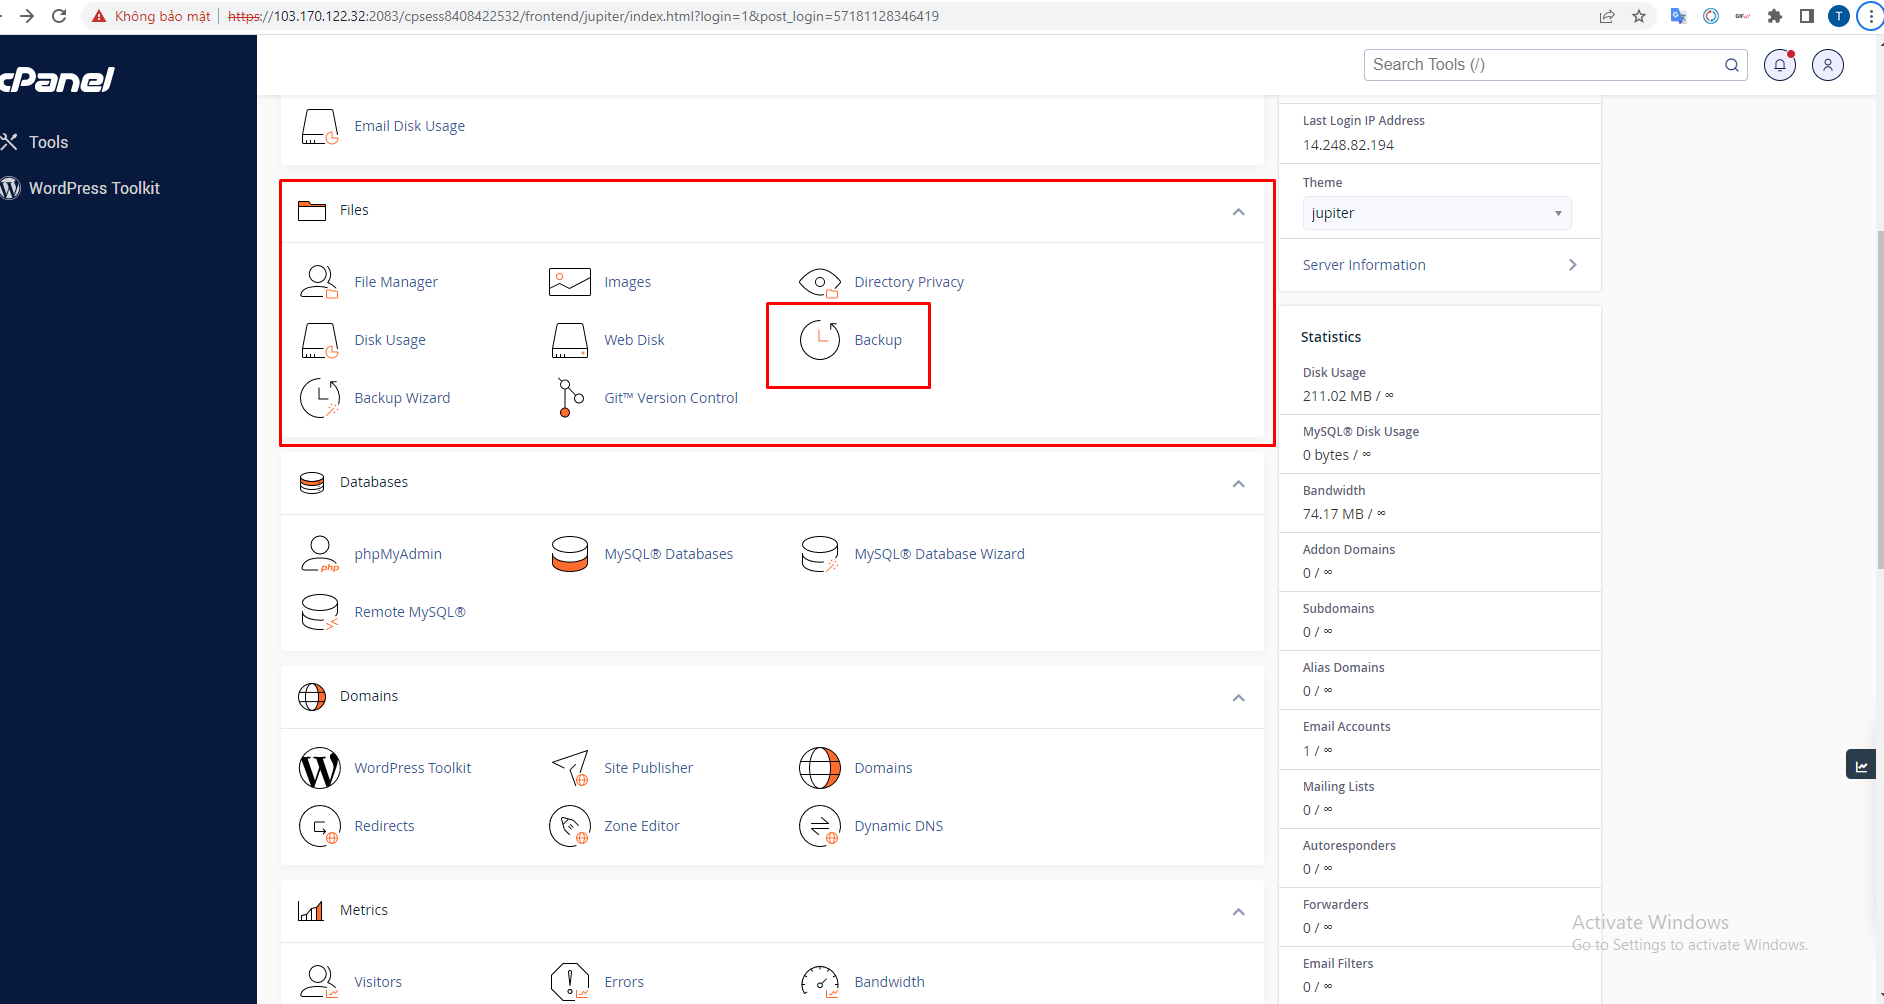 Không bảo mật
https://103.170.122.32:2083/cpsess8408422532/frontend/jupiter/index.html?login=1&post_login=57181128346419
GIF
T
cPanel
Search Tools (/)
Tools
WordPress Toolkit
Email Disk Usage
Files
File Manager
Images
Directory Privacy
Disk Usage
Web Disk
Backup
Backup Wizard
Git™ Version Control
Databases
php
phpMyAdmin
MySQL® Databases
MySQL® Database Wizard
Remote MySQL®
Domains
WordPress Toolkit
Site Publisher
Domains
Redirects
Zone Editor
Dynamic DNS
Metrics
Visitors
Errors
Bandwidth
Last Login IP Address
14.248.82.194
Theme
jupiter
Server Information
Statistics
Disk Usage
211.02 MB / ∞
MySQL® Disk Usage
0 bytes / ∞
Bandwidth
74.17 MB / ∞
Addon Domains
0 / ∞
Subdomains
0 / ∞
Alias Domains
0 / ∞
Email Accounts
1 / ∞
Mailing Lists
0 / ∞
Autoresponders
0 / ∞
Forwarders
0 / ∞
Email Filters
0 / ∞
Activate Windows
Go to Settings to activate Windows.